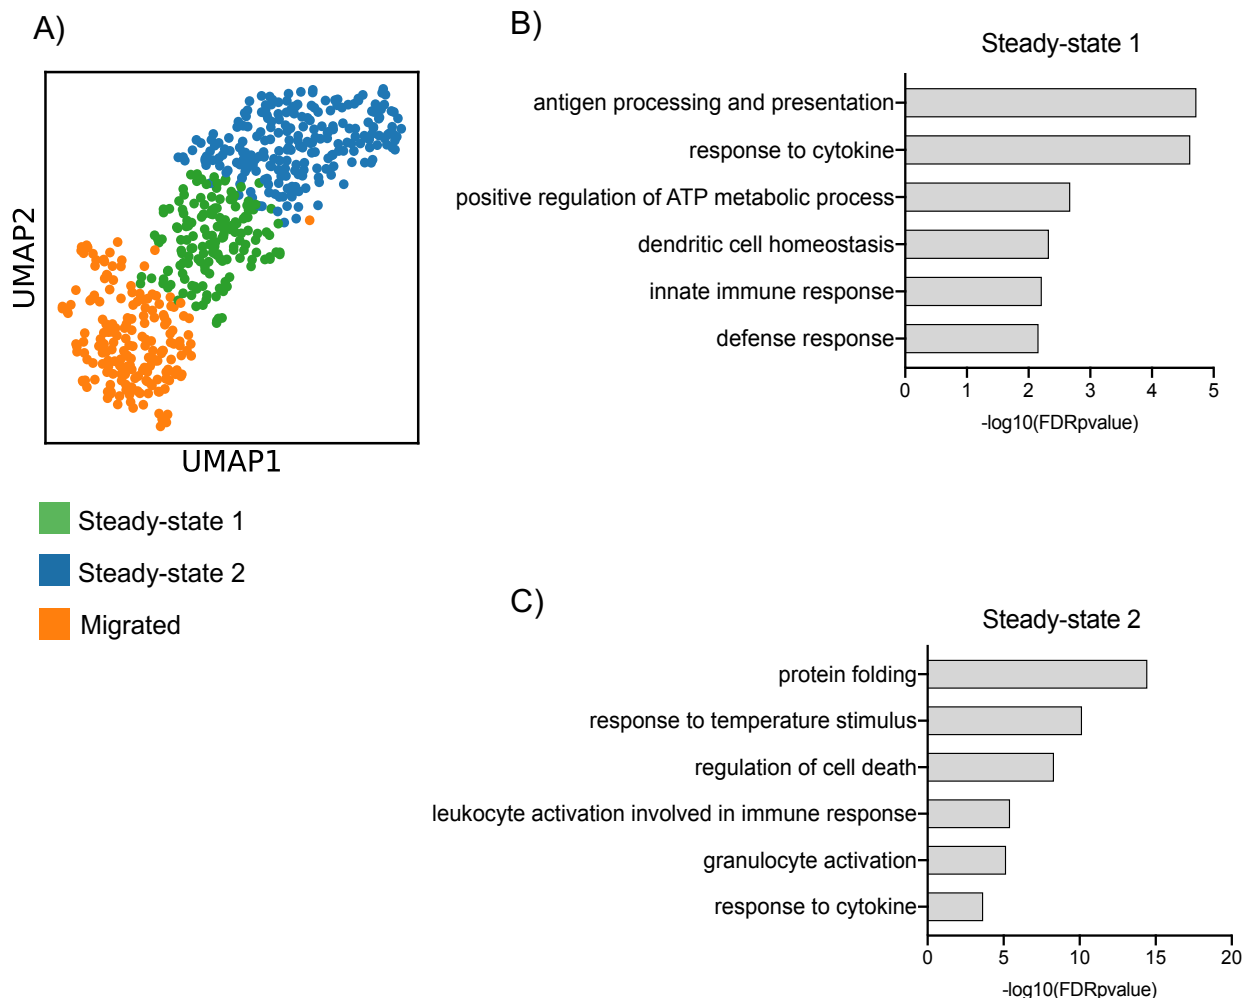 A)
UMAP2
UMAP1
Steady-state 1
Steady-state 2
Migrated
B)
Steady-state 1
antigen processing and presentation
response to cytokine
positive regulation of ATP metabolic process
dendritic cell homeostasis
innate immune response
defense response
0 1 2 3 4 5
-log10(FDRpvalue)
C)
Steady-state 2
protein folding
response to temperature stimulus
regulation of cell death
leukocyte activation involved in immune response
granulocyte activation
response to cytokine
0 5 10 15 20
-log10(FDRpvalue)